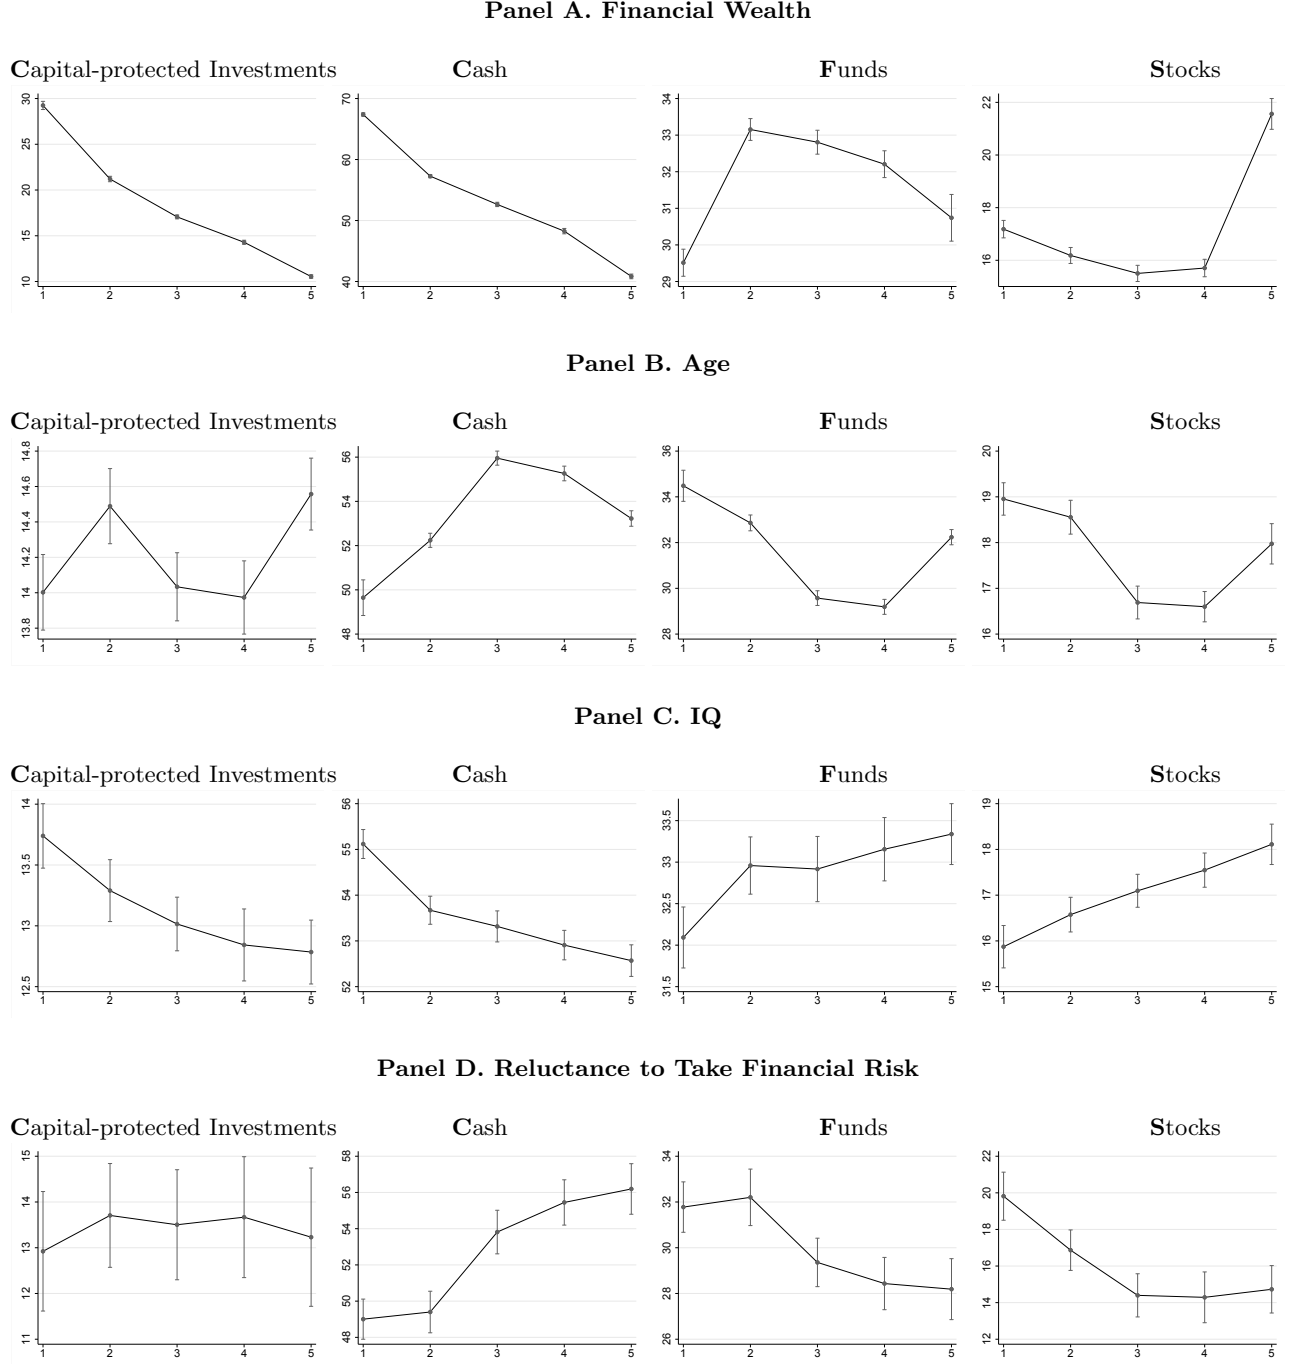 Panel A. Financial Wealth
Capital-protected Investments Cash Funds Stocks
30 25 20 15 10
1 2 3 4 5
70 60 50 40
1 2 3 4 5
34 33 32 31 30 29
1 2 3 4 5
22 20 18 16
1 2 3 4 5
Panel B. Age
Capital-protected Investments Cash Funds Stocks
14.8 14.6 14.4 14.2 14 13.8
1 2 3 4 5
56 54 52 50 48
1 2 3 4 5
36 34 32 30 28
1 2 3 4 5
20 19 18 17 16
1 2 3 4 5
Panel C. IQ
Capital-protected Investments Cash Funds Stocks
14 13.5 13 12.5
1 2 3 4 5
56 55 54 53 52
1 2 3 4 5
33.5 33 32.5 32 31.5
1 2 3 4 5
19 18 17 16 15
1 2 3 4 5
Panel D. Reluctance to Take Financial Risk
Capital-protected Investments Cash Funds Stocks
15 14 13 12 11
1 2 3 4 5
58 56 54 52 50 48
1 2 3 4 5
34 32 30 28 26
1 2 3 4 5
22 20 18 16 14 12
1 2 3 4 5